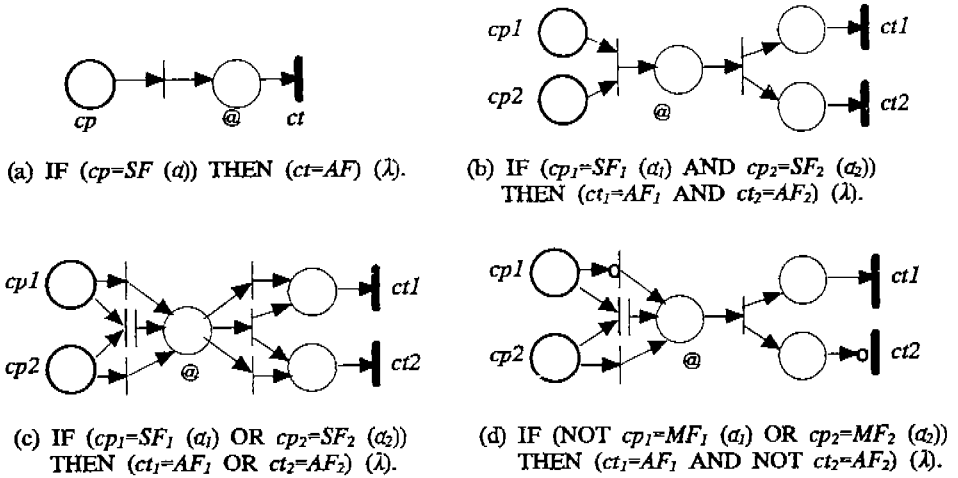 cp
@
ct
(a) IF (cp=SF (α)) THEN (ct=AF) (λ).
cp1
cp2
@
ct1
ct2
(b) IF (cp₁=SF₁ (α₁) AND cp₂=SF₂ (α₂))
THEN (ct₁=AF₁ AND ct₂=AF₂) (λ).
cp1
cp2
@
ct1
ct2
(c) IF (cp₁=SF₁ (α₁) OR cp₂=SF₂ (α₂))
THEN (ct₁=AF₁ OR ct₂=AF₂) (λ).
cp1
cp2
@
ct1
ct2
(d) IF (NOT cp₁=MF₁ (α₁) OR cp₂=MF₂ (α₂))
THEN (ct₁=AF₁ AND NOT ct₂=AF₂) (λ).